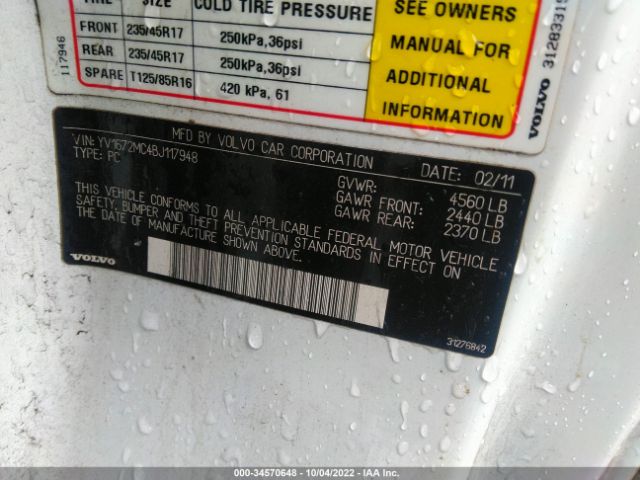 SIZE COLD TIRE PRESSURE
FRONT 235/45R17 250kPa,36psi
REAR 235/45R17 250kPa,36psi
SPARE T125/85R16 420 kPa, 61
SEE OWNERS
MANUAL FOR
ADDITIONAL
INFORMATION
117946
VOLVO
MFD BY VOLVO CAR CORPORATION
VIN: YV1672MC4BJ117948
TYPE: PC
DATE: 02/11
GVWR: 4560 LB
GAWR FRONT: 2440 LB
GAWR REAR: 2370 LB
THIS VEHICLE CONFORMS TO ALL APPLICABLE FEDERAL MOTOR VEHICLE
SAFETY, BUMPER AND THEFT PREVENTION STANDARDS IN EFFECT ON
DATE OF MANUFACTURE SHOWN ABOVE.
VOLVO
31276842
000-34570648 - 10/04/2022 - IAA Inc.